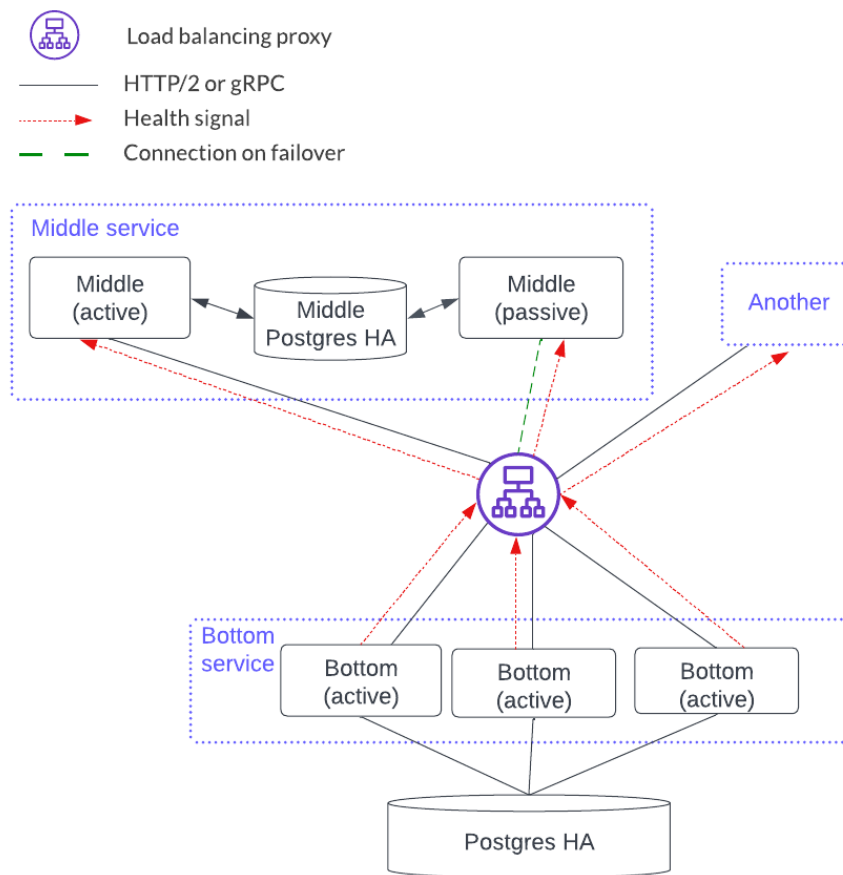 Load balancing proxy
HTTP/2 or gRPC
Health signal
Connection on failover
Middle service
Middle
(active)
Middle
Postgres HA
Middle
(passive)
Another
Bottom
service
Bottom
(active)
Bottom
(active)
Bottom
(active)
Postgres HA